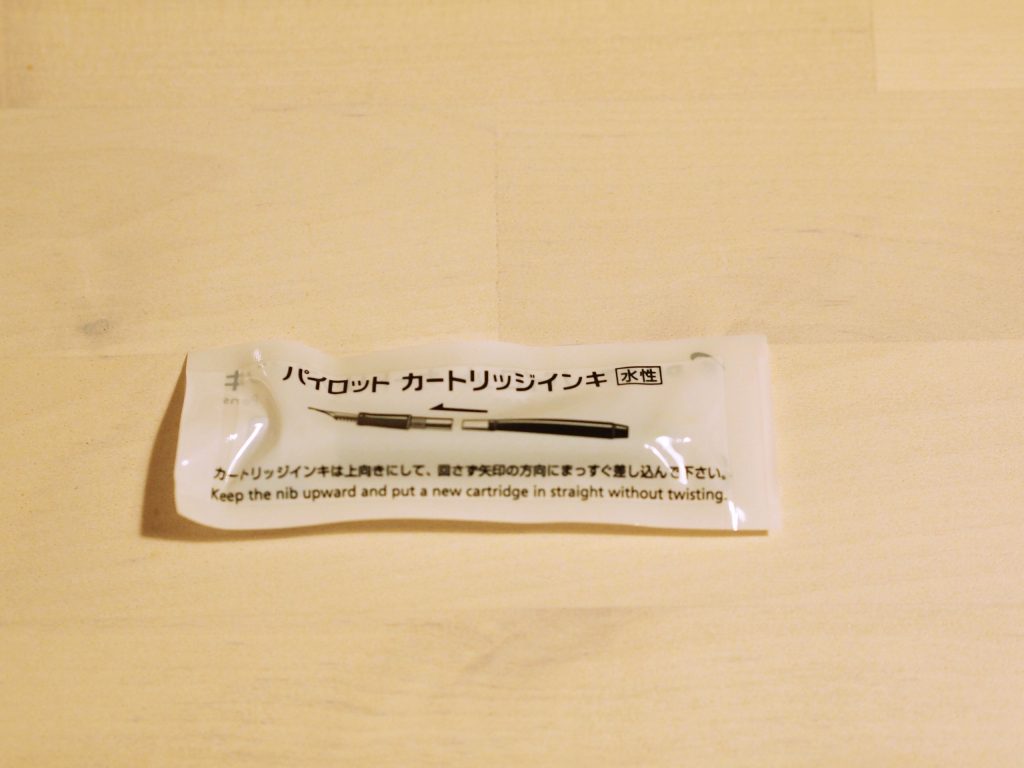 パイロット カートリッジインキ 水性
カートリッジインキは上向きにして、回さず矢印の方向にまっすぐ差し込んで下さい。
Keep the nib upward and put a new cartridge in straight without twisting.